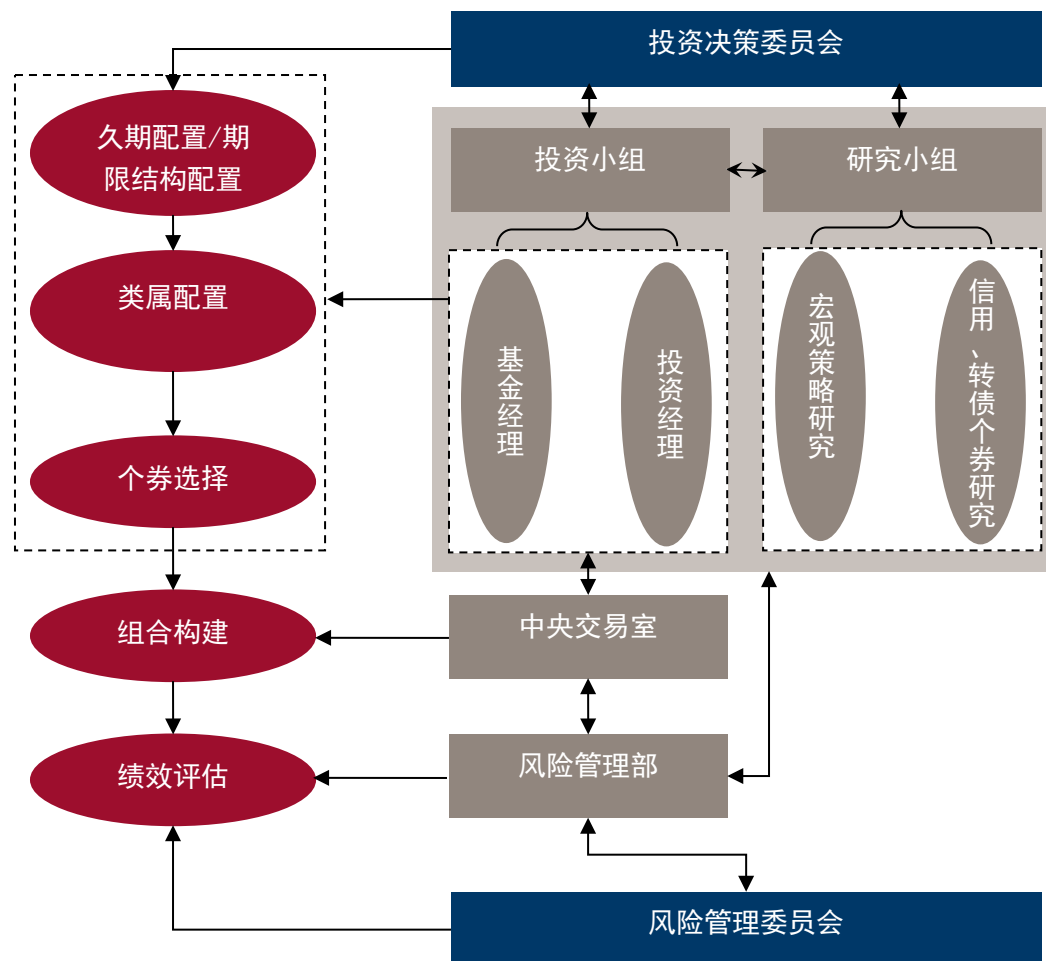 投资决策委员会
久期配置/期
限结构配置
投资小组
研究小组
类属配置
基金经理
投资经理
宏观策略研究
信用、转债个券研究
个券选择
组合构建
中央交易室
绩效评估
风险管理部
风险管理委员会